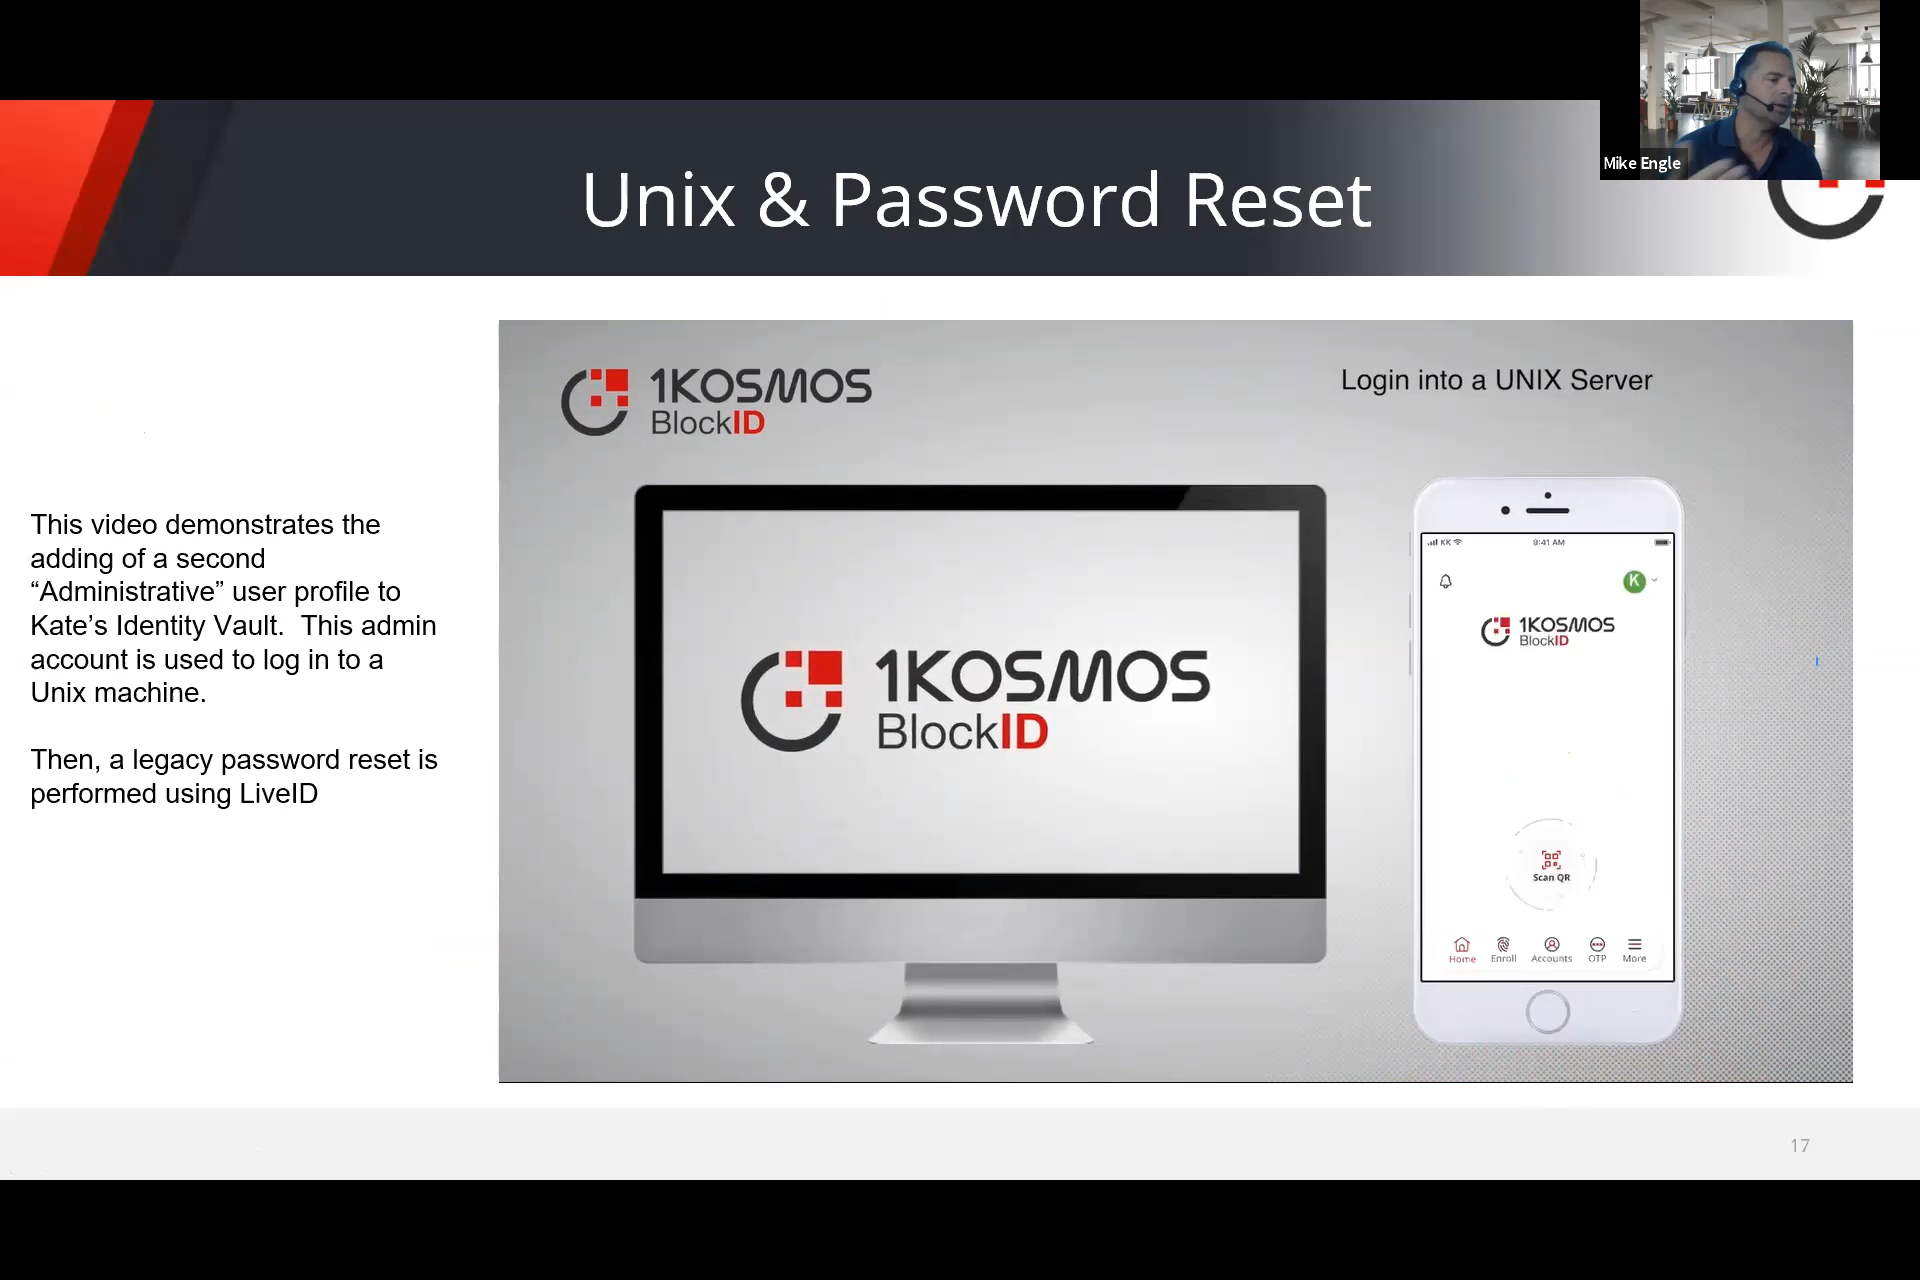 Mike Engle
Unix & Password Reset
1KOSMOS
BlockID
Login into a UNIX Server
This video demonstrates the
adding of a second
“Administrative” user profile to
Kate’s Identity Vault.  This admin
account is used to log in to a
Unix machine.
Then, a legacy password reset is
performed using LiveID
1KOSMOS
BlockID
KK
9:41 AM
K
1KOSMOS
BlockID
Scan QR
Home Enroll Accounts OTP More
17